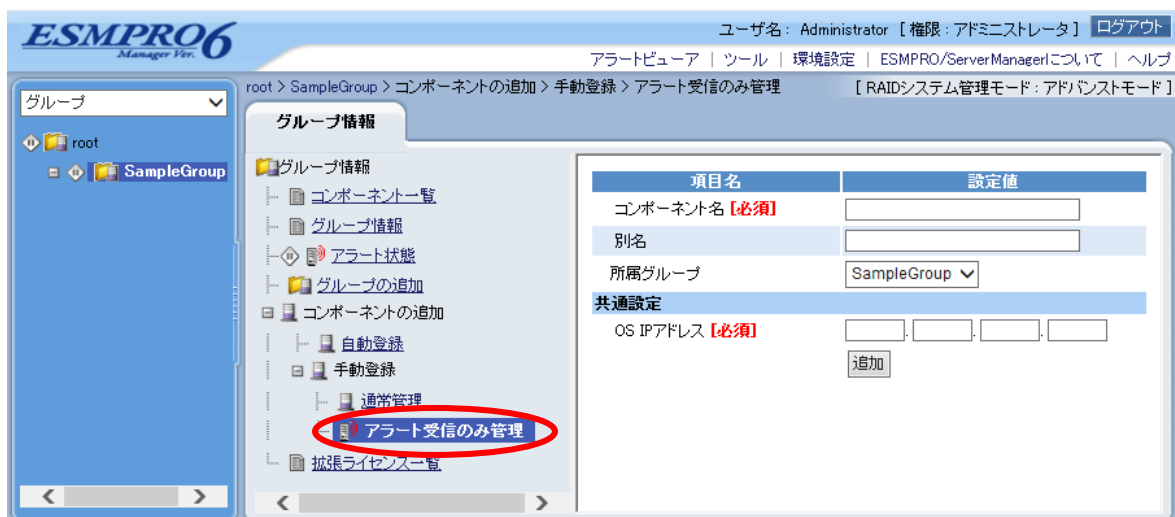 ESMPRO6
Manager Ver.
ユーザ名： Administrator [ 権限：アドミニストレータ ] ログアウト
アラートビューア | ツール | 環境設定 | ESMPRO/ServerManagerについて | ヘルプ
グループ
root
SampleGroup
root > SampleGroup > コンポーネントの追加 > 手動登録 > アラート受信のみ管理 [ RAIDシステム管理モード：アドバンストモード ]
グループ情報
グループ情報
コンポーネント一覧
グループ情報
アラート状態
グループの追加
コンポーネントの追加
自動登録
手動登録
通常管理
アラート受信のみ管理
拡張ライセンス一覧
項目名 設定値
コンポーネント名 [必須]
別名
所属グループ SampleGroup
共通設定
OS IPアドレス [必須] . . .
追加